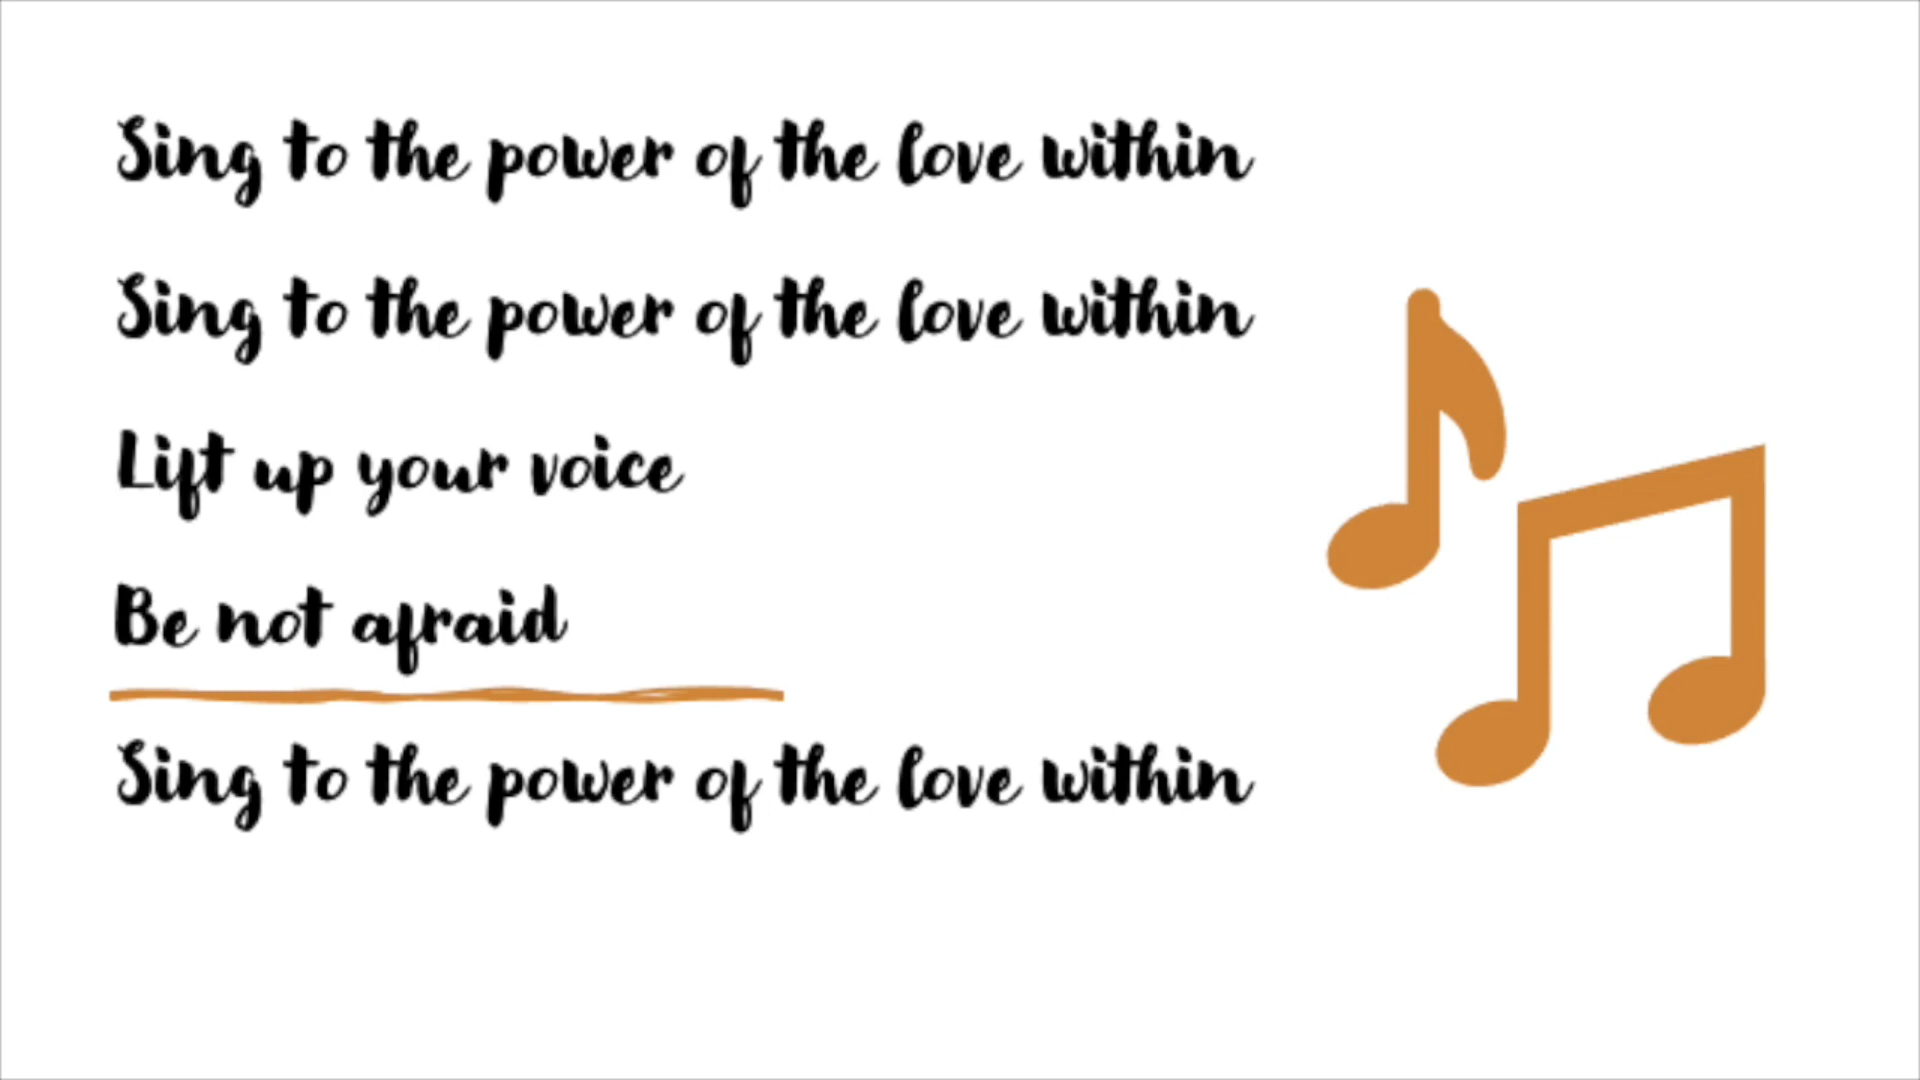 Sing to the power of the love within
Sing to the power of the love within
Lift up your voice
Be not afraid
Sing to the power of the love within